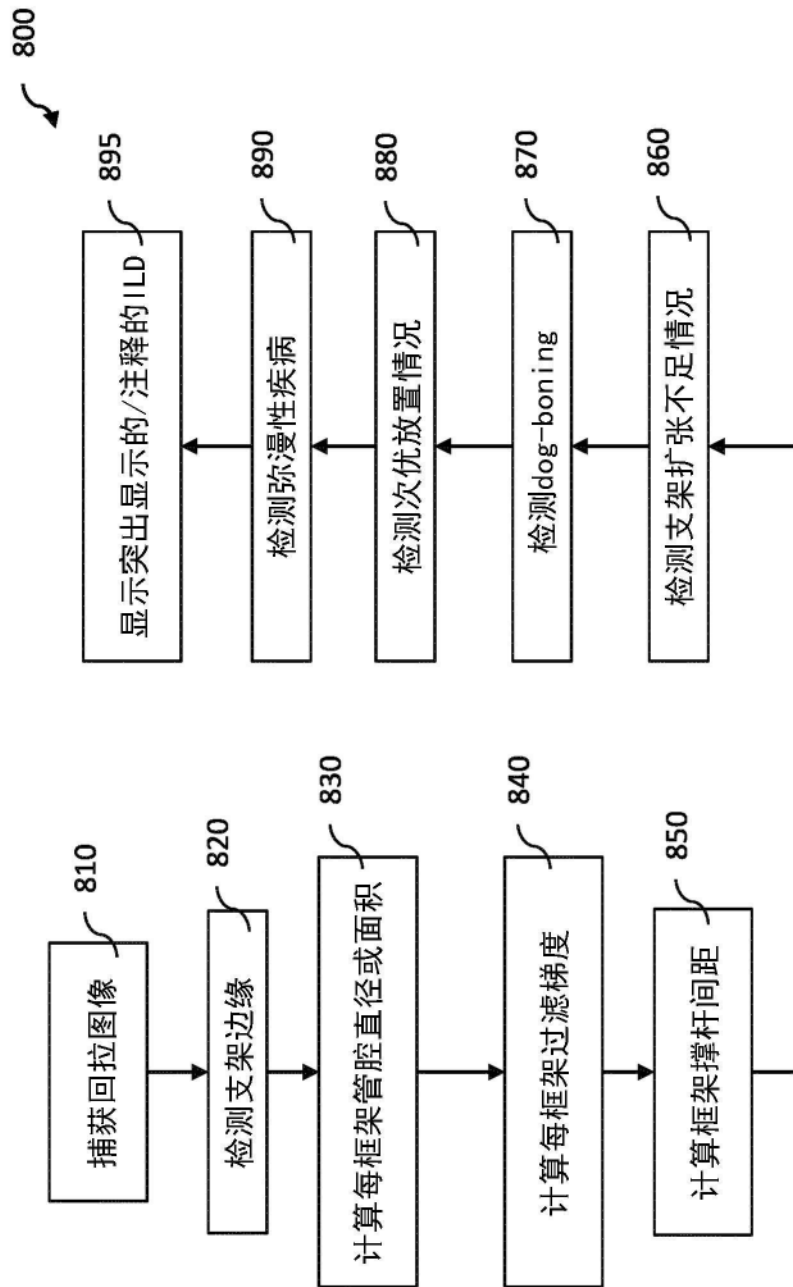 800
捕获回拉图像
810
检测支架边缘
820
计算每框架管腔直径或面积
830
计算每框架过滤梯度
840
计算框架撑杆间距
850
检测支架扩张不足情况
860
检测dog-boning
870
检测次优放置情况
880
检测弥漫性疾病
890
显示突出显示的/注释的ILD
895